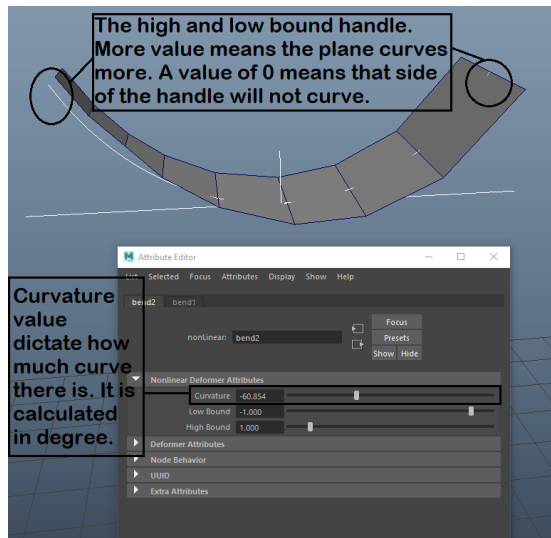 The high and low bound handle.
More value means the plane curves
more. A value of 0 means that side
of the handle will not curve.
Attribute Editor
List Selected Focus Attributes Display Show Help
bend2 bend1
Curvature
value
dictate how
much curve
there is. It is
calculated
in degree.
nonLinear: bend2
Focus
Presets
Show Hide
Nonlinear Deformer Attributes
Curvature -60.854
Low Bound -1.000
High Bound 1.000
Deformer Attributes
Node Behavior
UUID
Extra Attributes